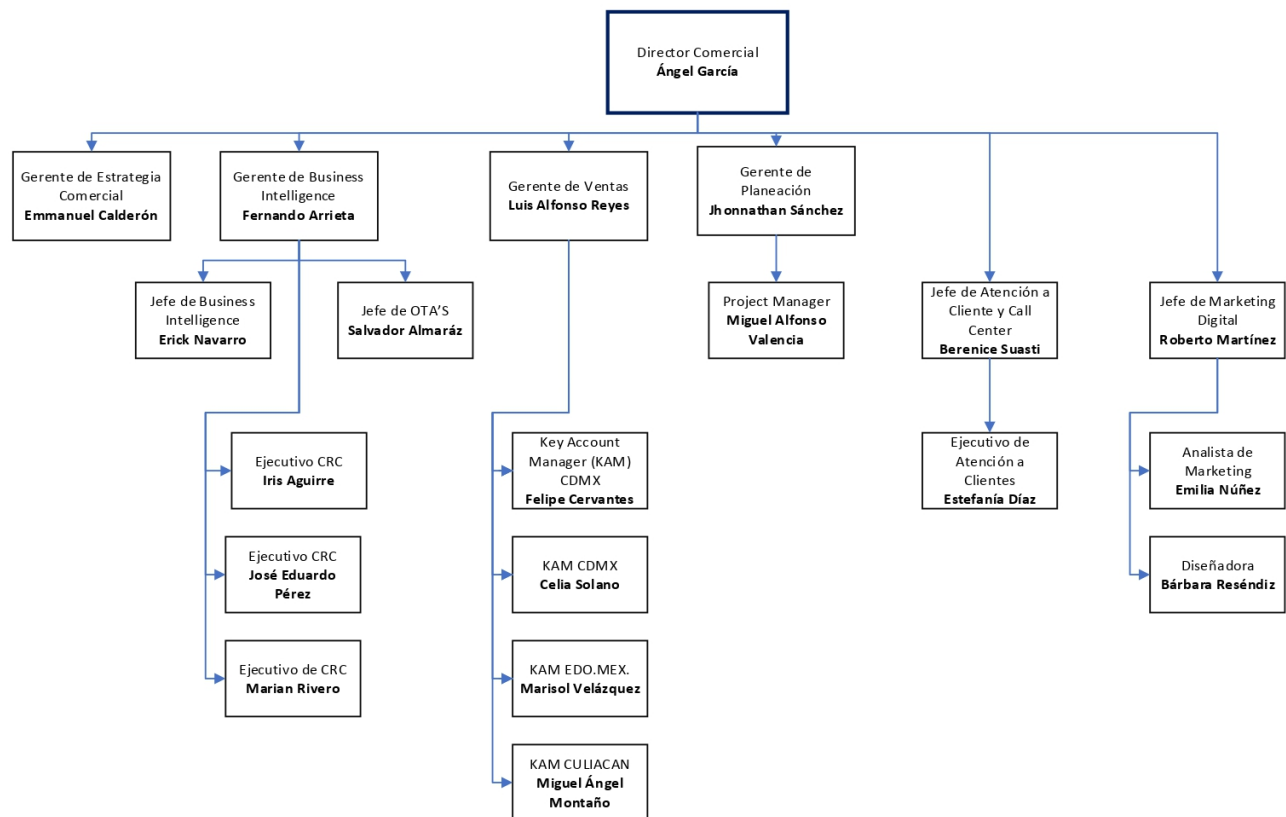 Director Comercial
Ángel García
Gerente de Estrategia
Comercial
Emmanuel Calderón
Gerente de Business
Intelligence
Fernando Arrieta
Gerente de Ventas
Luis Alfonso Reyes
Gerente de
Planeación
Jhonnathan Sánchez
Jefe de Business
Intelligence
Erick Navarro
Jefe de OTA'S
Salvador Almaráz
Project Manager
Miguel Alfonso
Valencia
Jefe de Atención a
Cliente y Call
Center
Berenice Suasti
Jefe de Marketing
Digital
Roberto Martínez
Ejecutivo CRC
Iris Aguirre
Key Account
Manager (KAM)
CDMX
Felipe Cervantes
Ejecutivo de
Atención a
Clientes
Estefanía Díaz
Analista de
Marketing
Emilia Núñez
Ejecutivo CRC
José Eduardo
Pérez
KAM CDMX
Celia Solano
Diseñadora
Bárbara Reséndiz
Ejecutivo de CRC
Marian Rivero
KAM EDO.MEX.
Marisol Velázquez
KAM CULIACAN
Miguel Ángel
Montaño